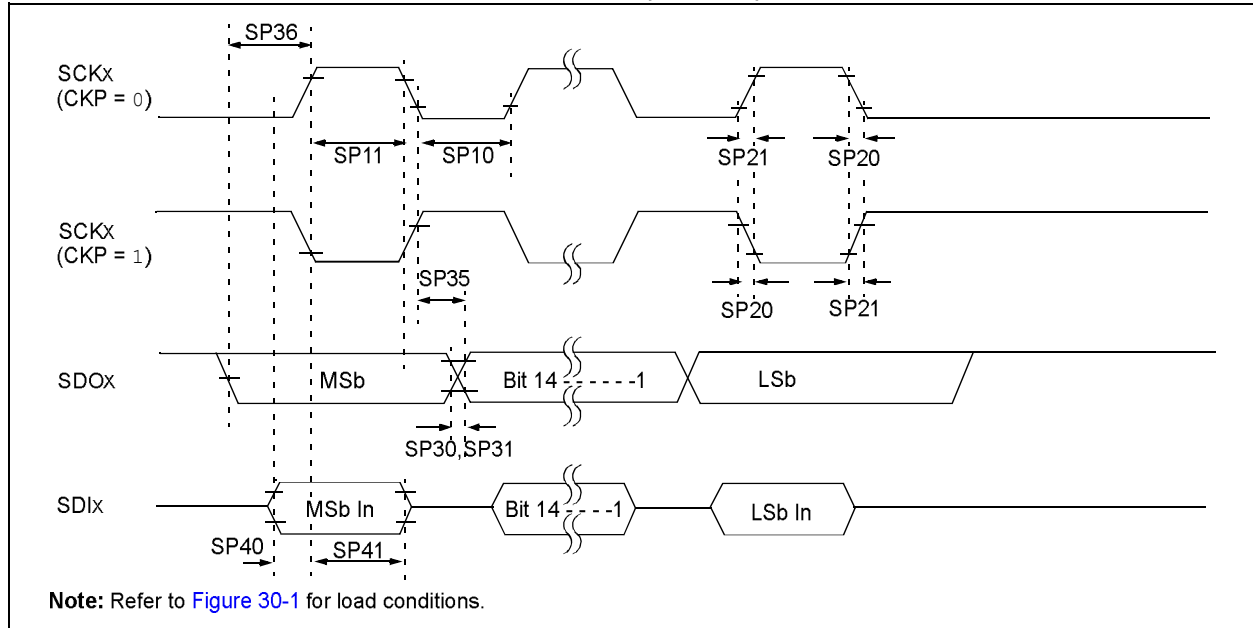 SP36
SCKx
(CKP = 0)
SP11
SP10
SP21
SP20
SCKx
(CKP = 1)
SP35
SP20
SP21
SDOx
MSb
Bit 14 - - - - - -1
LSb
SP30,SP31
SDIx
MSb In
Bit 14 - - - -1
LSb In
SP40
SP41
Note: Refer to Figure 30-1 for load conditions.